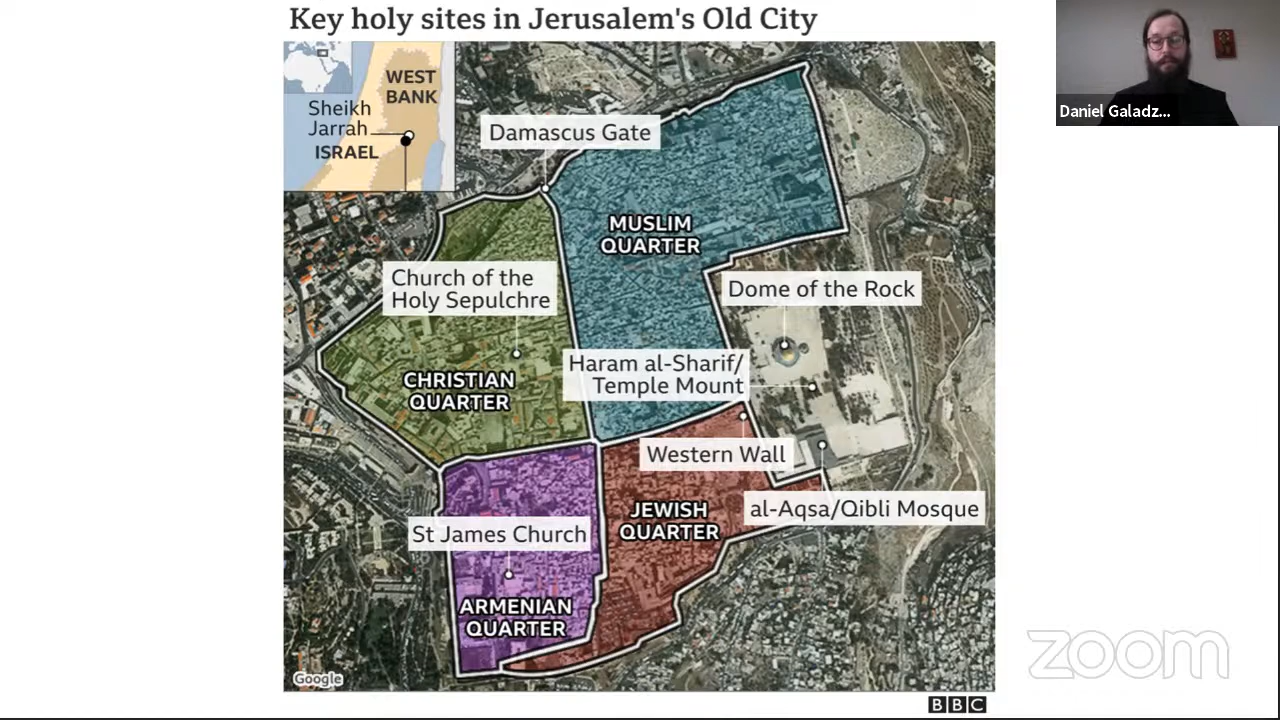 Key holy sites in Jerusalem's Old City
WEST
BANK
Sheikh
Jarrah
ISRAEL
Damascus Gate
MUSLIM
QUARTER
Church of the
Holy Sepulchre
Dome of the Rock
CHRISTIAN
QUARTER
Haram al-Sharif/
Temple Mount
Western Wall
St James Church
JEWISH
QUARTER
al-Aqsa/Qibli Mosque
ARMENIAN
QUARTER
Google
BBC
Daniel Galadz...
zoom